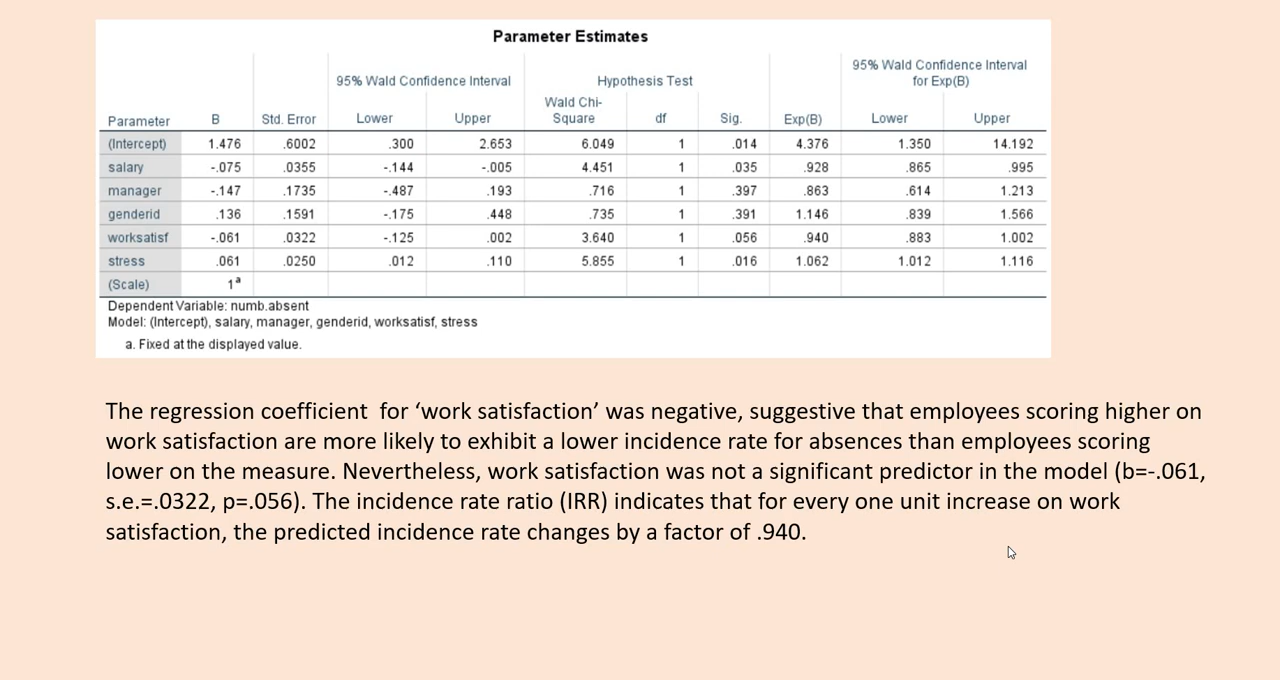 Parameter Estimates
95% Wald Confidence Interval Hypothesis Test 95% Wald Confidence Interval for Exp(B)
Parameter B Std. Error Lower Upper Wald Chi-Square df Sig. Exp(B) Lower Upper
(Intercept) 1.476 .6002 .300 2.653 6.049 1 .014 4.376 1.350 14.192
salary -.075 .0355 -.144 -.005 4.451 1 .035 .928 .865 .995
manager -.147 .1735 -.487 .193 .716 1 .397 .863 .614 1.213
genderid .136 .1591 -.175 .448 .735 1 .391 1.146 .839 1.566
worksatisf -.061 .0322 -.125 .002 3.640 1 .056 .940 .883 1.002
stress .061 .0250 .012 .110 5.855 1 .016 1.062 1.012 1.116
(Scale) 1a
Dependent Variable: numb.absent
Model: (Intercept), salary, manager, genderid, worksatisf, stress
a. Fixed at the displayed value.
The regression coefficient for ‘work satisfaction’ was negative, suggestive that employees scoring higher on
work satisfaction are more likely to exhibit a lower incidence rate for absences than employees scoring
lower on the measure. Nevertheless, work satisfaction was not a significant predictor in the model (b=-.061,
s.e.=.0322, p=.056). The incidence rate ratio (IRR) indicates that for every one unit increase on work
satisfaction, the predicted incidence rate changes by a factor of .940.